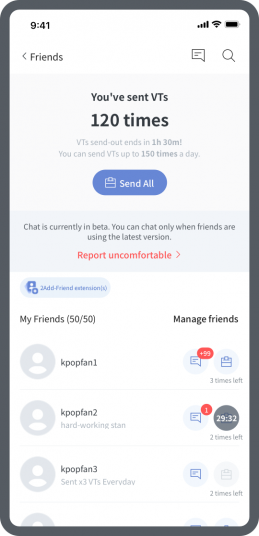 9:41
Friends
You've sent VTs
120 times
VTs send-out ends in 1h 30m!
You can send VTs up to 150 times a day.
Send All
Chat is currently in beta. You can chat only when friends are
using the latest version.
Report uncomfortable
2Add-Friend extension(s)
My Friends (50/50) Manage friends
kpopfan1
+99
3 times left
kpopfan2
hard-working stan
1
29:32
2 times left
kpopfan3
Sent x3 VTs Everyday
2 times left